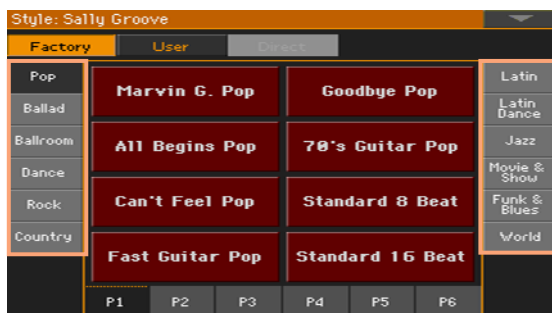 Style: Sally Groove
Factory User Direct
Pop
Ballad
Ballroom
Dance
Rock
Country
Marvin G. Pop
Goodbye Pop
All Begins Pop
70's Guitar Pop
Can't Feel Pop
Standard 8 Beat
Fast Guitar Pop
Standard 16 Beat
Latin
Latin
Dance
Jazz
Movie &
Show
Funk &
Blues
World
P1 P2 P3 P4 P5 P6